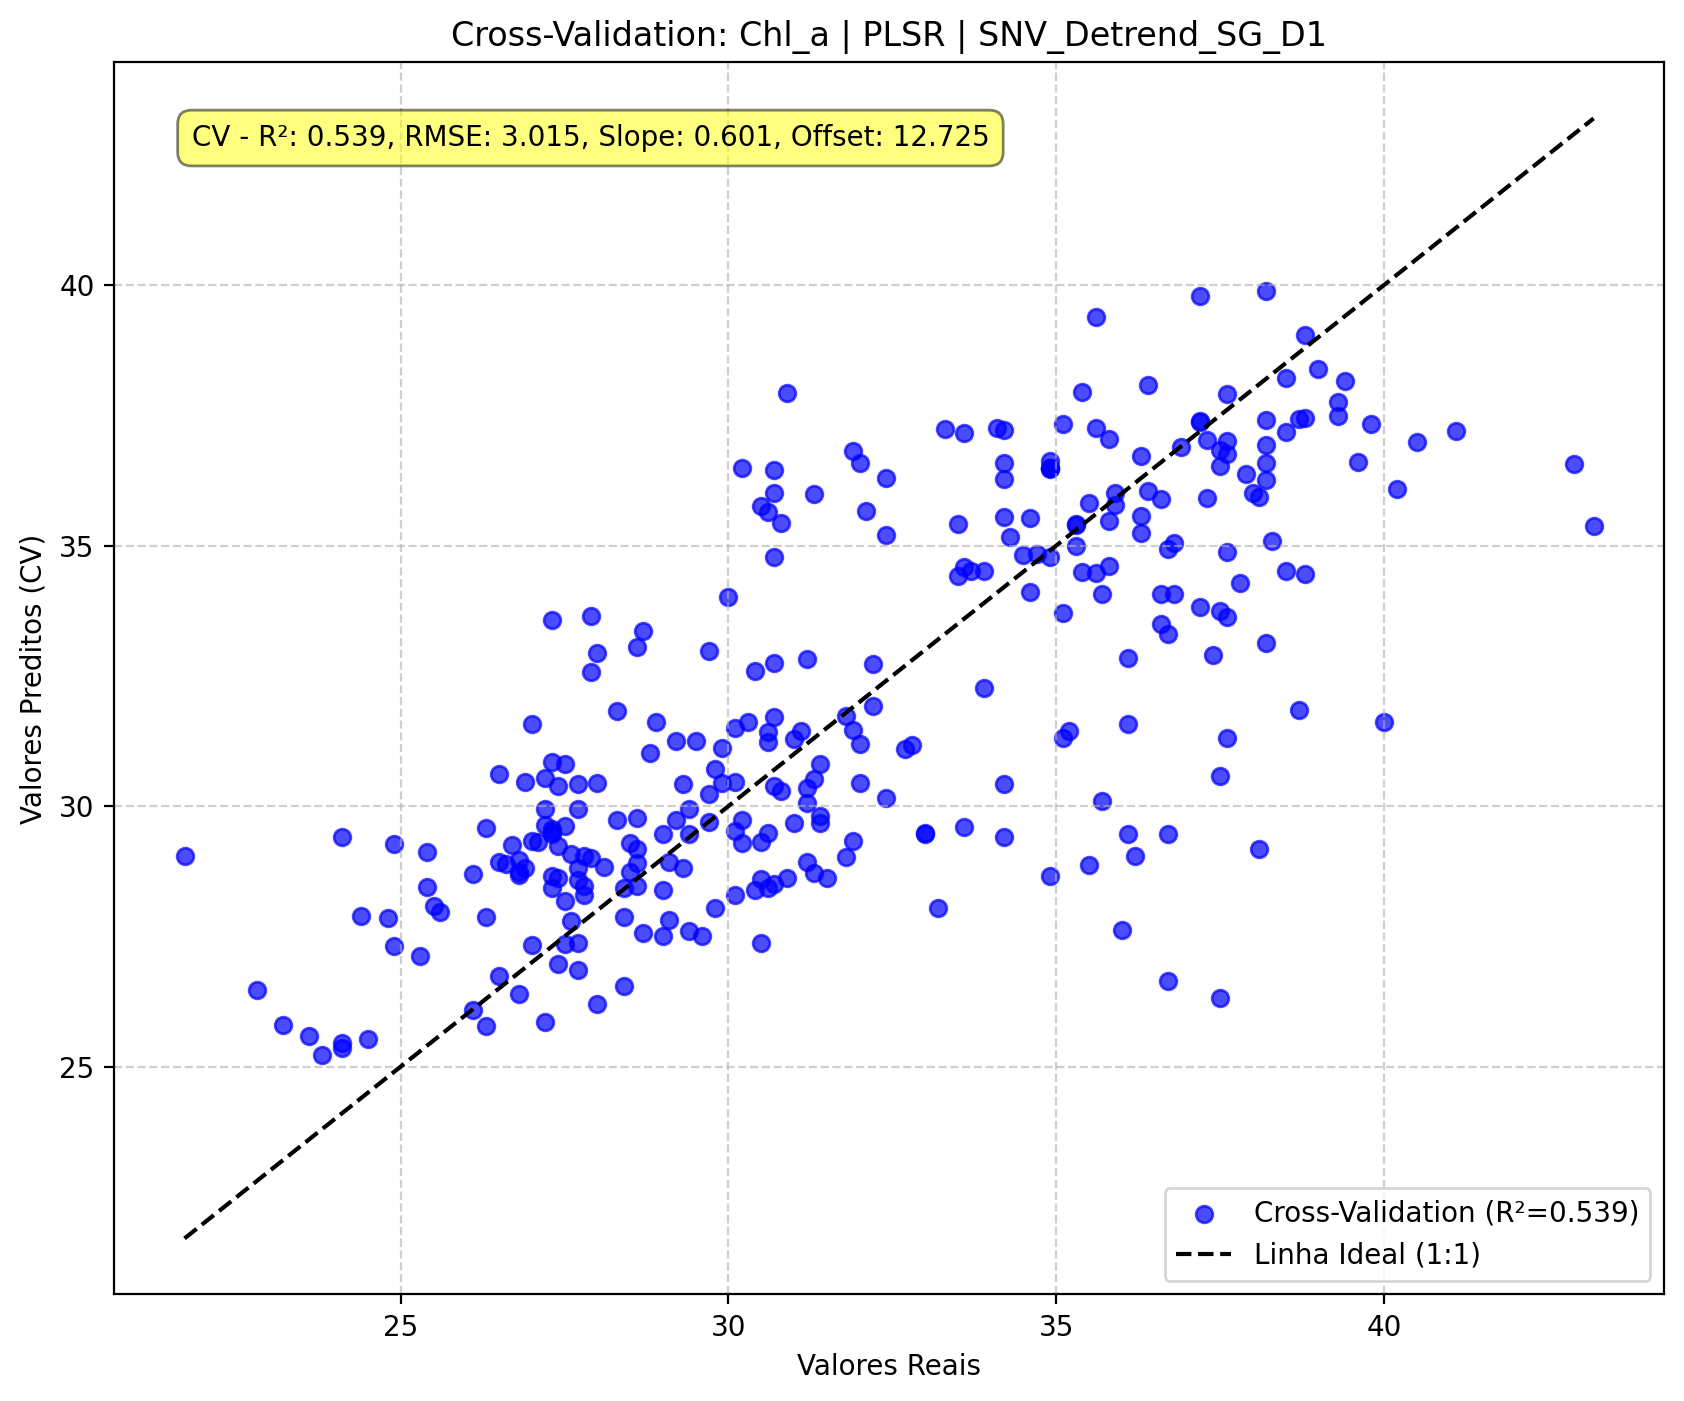 Cross-Validation: Chl_a | PLSR | SNV_Detrend_SG_D1
CV - R²: 0.539, RMSE: 3.015, Slope: 0.601, Offset: 12.725
40
35
30
25
Valores Preditos (CV)
Cross-Validation (R²=0.539)
Linha Ideal (1:1)
25 30 35 40
Valores Reais